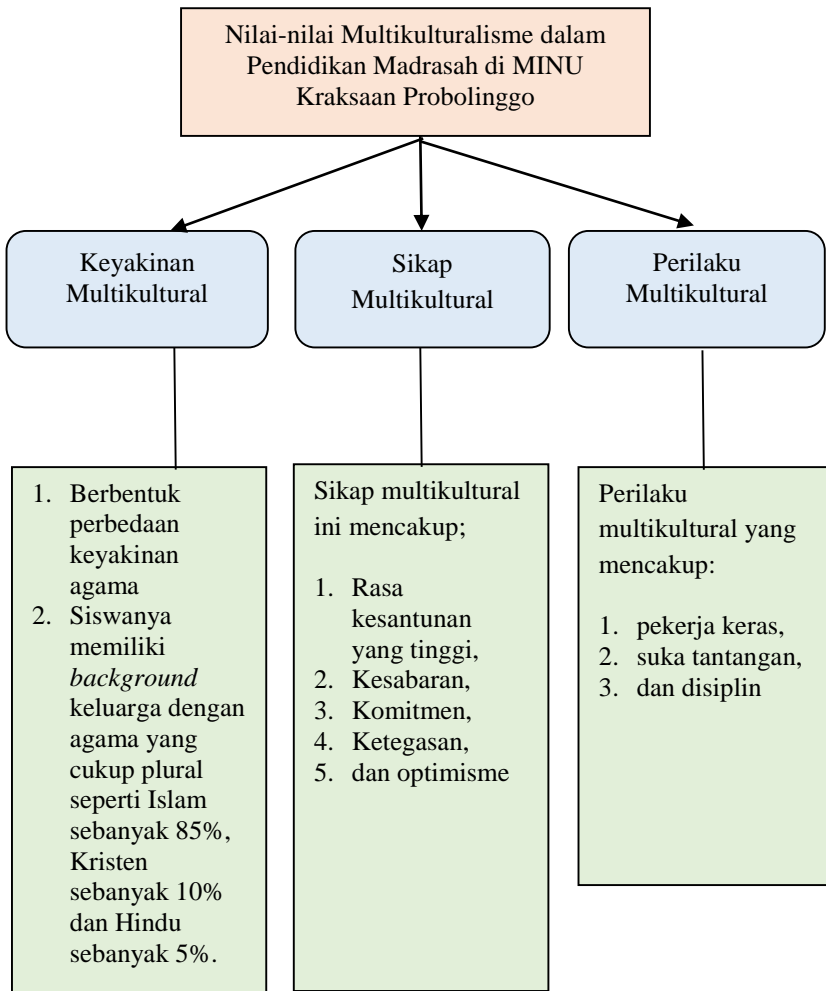 Nilai-nilai Multikulturalisme dalam
Pendidikan Madrasah di MINU
Kraksaan Probolinggo
Keyakinan
Multikultural
Sikap
Multikultural
Perilaku
Multikultural
1. Berbentuk
perbedaan
keyakinan
agama
2. Siswanya
memiliki
background
keluarga dengan
agama yang
cukup plural
seperti Islam
sebanyak 85%,
Kristen
sebanyak 10%
dan Hindu
sebanyak 5%.
Sikap multikultural
ini mencakup;
1. Rasa
kesantunan
yang tinggi,
2. Kesabaran,
3. Komitmen,
4. Ketegasan,
5. dan optimisme
Perilaku
multikultural yang
mencakup:
1. pekerja keras,
2. suka tantangan,
3. dan disiplin